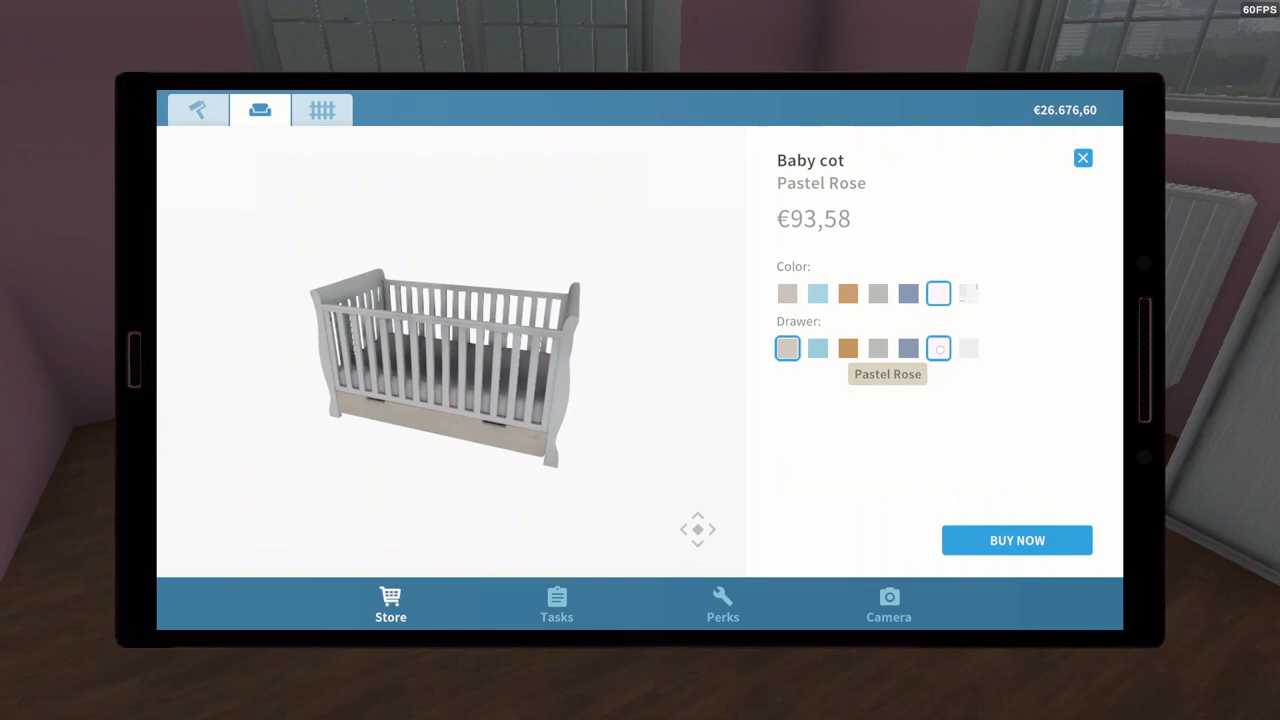 60FPS
€26.676,60
Baby cot
Pastel Rose
€93,58
Color:
Drawer:
Pastel Rose
BUY NOW
Store
Tasks
Perks
Camera